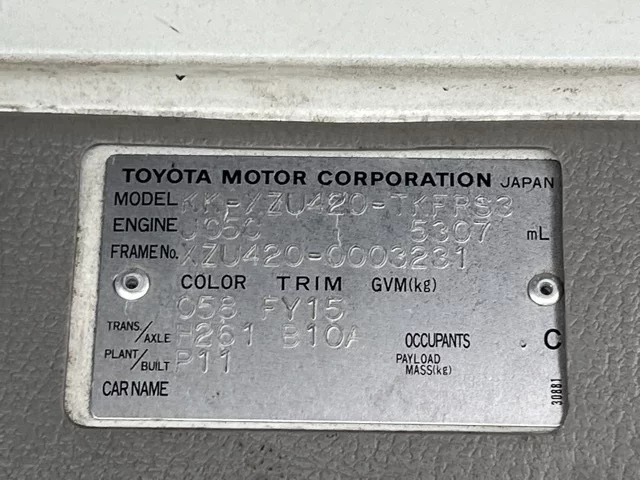 TOYOTA MOTOR CORPORATION JAPAN
MODEL KK-XZU420-TKFRS3
ENGINE J05C 5307 mL
FRAME No. XZU420-0003231
COLOR TRIM GVM(kg)
058 FY15
TRANS./AXLE H261 B10A OCCUPANTS C
PLANT/BUILT P11 PAYLOAD MASS(kg)
CAR NAME
30881